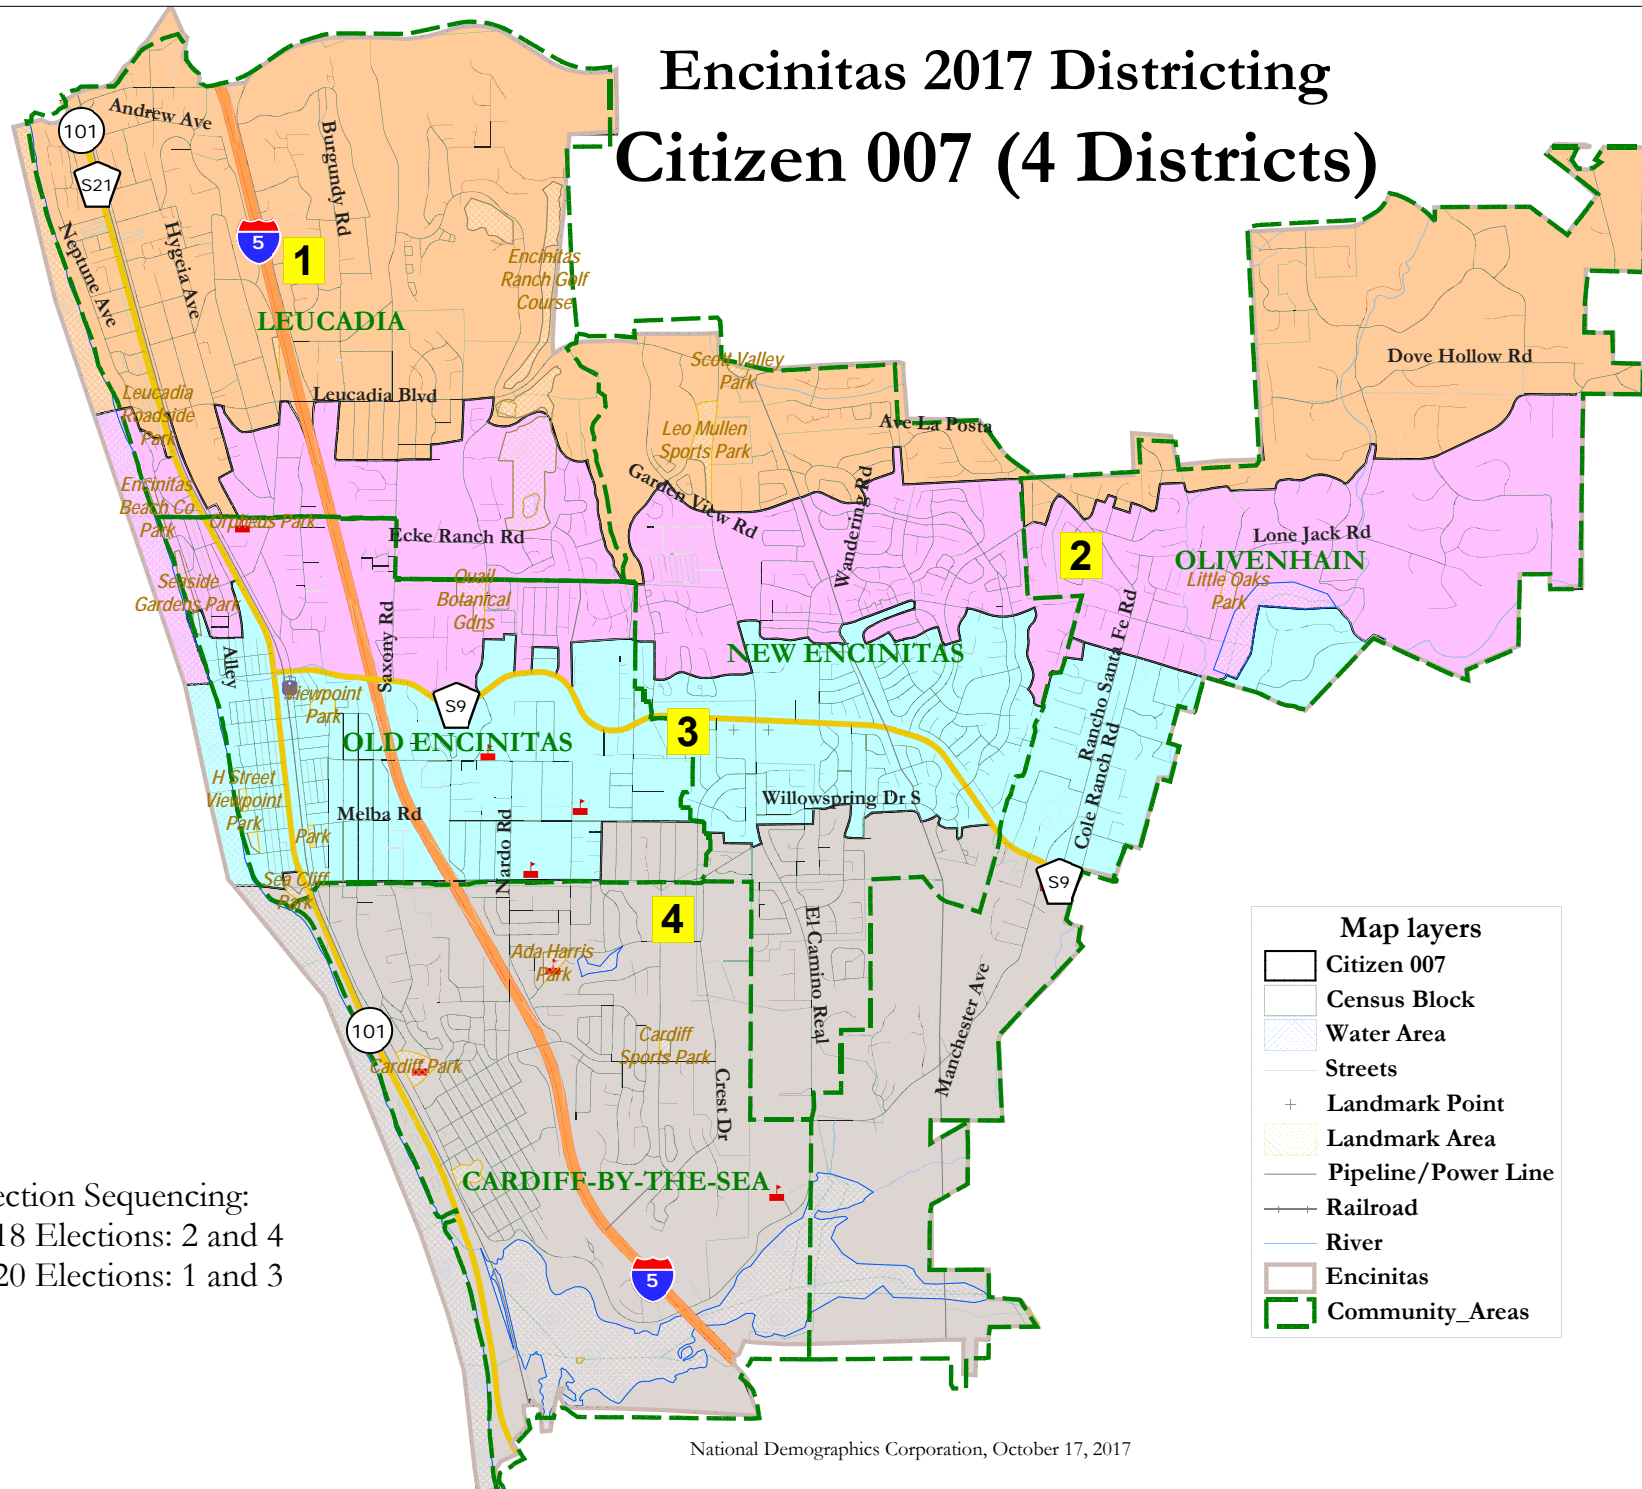 Encinitas 2017 Districting
Citizen 007 (4 Districts)
Andrew Ave
101
S21
Burgundy Rd
Neptune Ave
Hygeia Ave
5
1
Encinitas
Ranch Golf
Course
LEUCADIA
Leucadia Blvd
Leucadia
Roadside
Park
Scott Valley
Park
Leo Mullen
Sports Park
Ave La Posta
Dove Hollow Rd
Garden View Rd
Wandering Rd
Encinitas
Beach Co
Park
Orpheus Park
Ecke Ranch Rd
2
Lone Jack Rd
OLIVENHAIN
Little Oaks
Park
Seaside
Gardens Park
Quail
Botanical
Gdns
Saxony Rd
Alley
NEW ENCINITAS
Rancho Santa Fe Rd
Cole Ranch Rd
Viewpoint
Park
S9
3
OLD ENCINITAS
H Street
Viewpoint
Park
Park
Melba Rd
Nardo Rd
Willowspring Dr S
Sea Cliff
Park
S9
4
El Camino Real
Manchester Ave
Ada Harris
Park
101
Cardiff
Sports Park
Cardiff Park
Crest Dr
CARDIFF-BY-THE-SEA
5
ection Sequencing:
18 Elections: 2 and 4
20 Elections: 1 and 3
Map layers
Citizen 007
Census Block
Water Area
Streets
Landmark Point
Landmark Area
Pipeline/Power Line
Railroad
River
Encinitas
Community_Areas
National Demographics Corporation, October 17, 2017